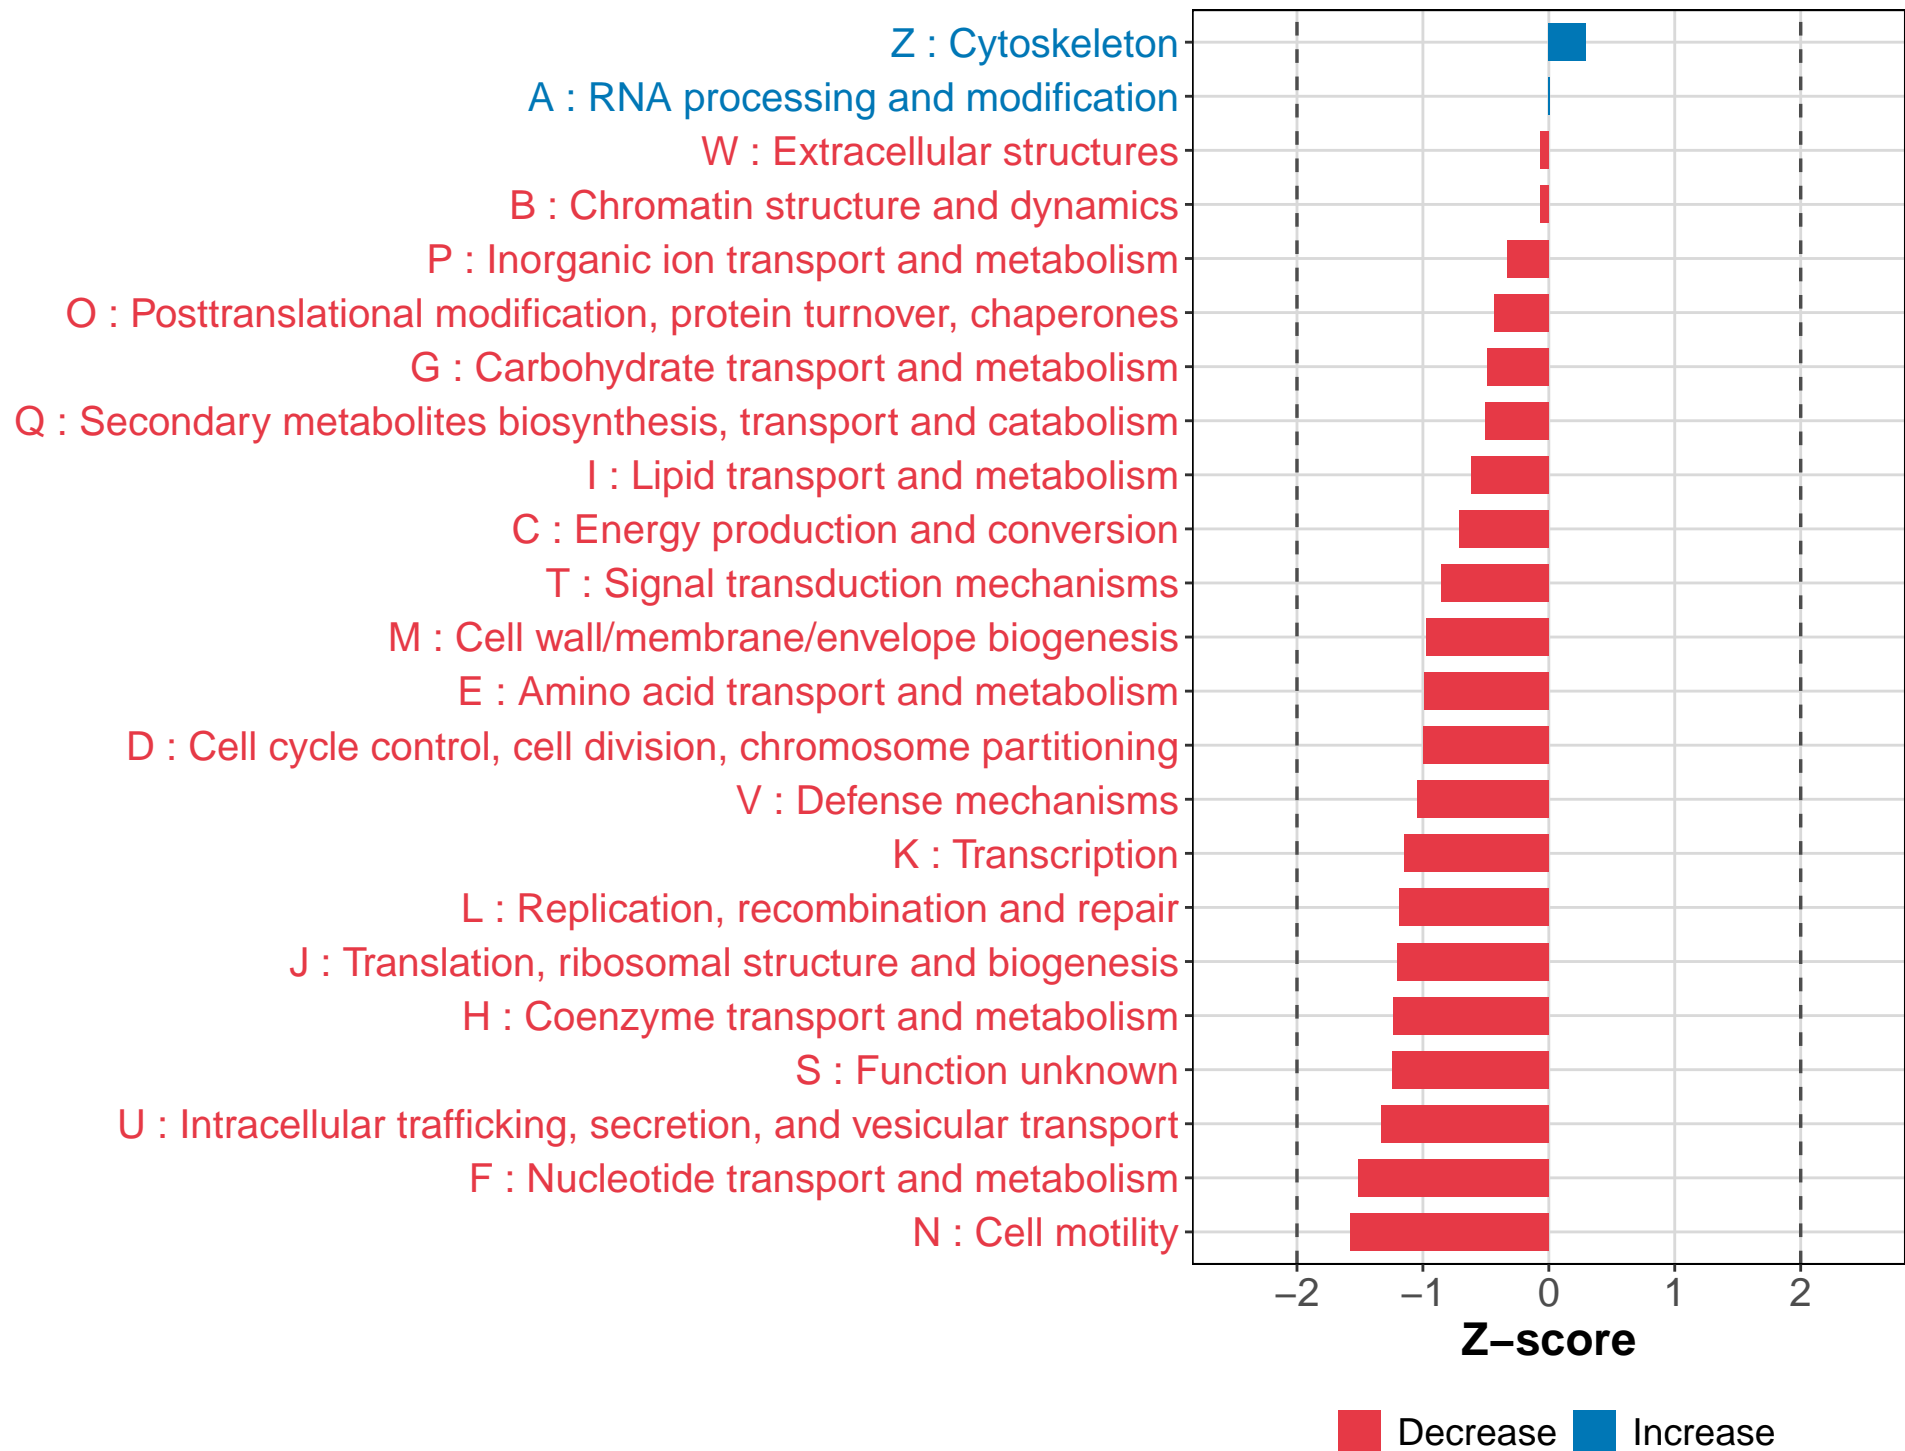 Z : Cytoskeleton
A : RNA processing and modification
W : Extracellular structures
B : Chromatin structure and dynamics
P : Inorganic ion transport and metabolism
O : Posttranslational modification, protein turnover, chaperones
G : Carbohydrate transport and metabolism
Q : Secondary metabolites biosynthesis, transport and catabolism
I : Lipid transport and metabolism
C : Energy production and conversion
T : Signal transduction mechanisms
M : Cell wall/membrane/envelope biogenesis
E : Amino acid transport and metabolism
D : Cell cycle control, cell division, chromosome partitioning
V : Defense mechanisms
K : Transcription
L : Replication, recombination and repair
J : Translation, ribosomal structure and biogenesis
H : Coenzyme transport and metabolism
S : Function unknown
U : Intracellular trafficking, secretion, and vesicular transport
F : Nucleotide transport and metabolism
N : Cell motility
−2 −1 0 1 2
Z−score
Decrease Increase